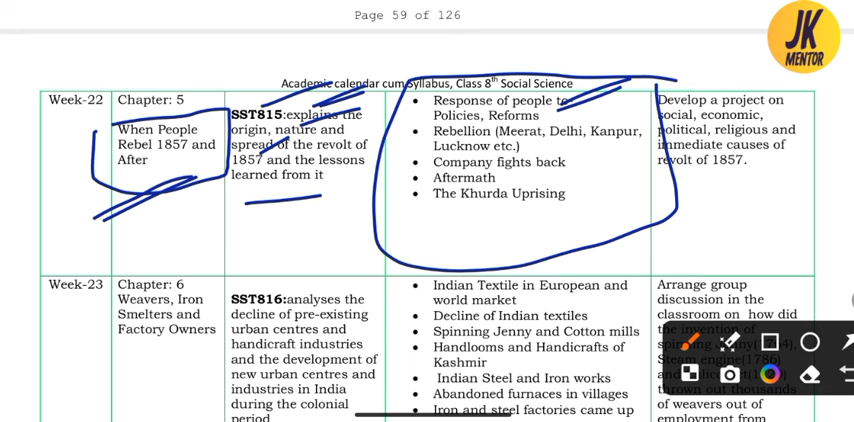 Page 59 of 126
JK
MENTOR
Academic calendar cum Syllabus, Class 8th Social Science
Week-22
Chapter: 5
When People
Rebel 1857 and
After
SST815:explains the
origin, nature and
spread of the revolt of
1857 and the lessons
learned from it
• Response of people to
Policies, Reforms
• Rebellion (Meerat, Delhi, Kanpur,
Lucknow etc.)
• Company fights back
• Aftermath
• The Khurda Uprising
Develop a project on
social, economic,
political, religious and
immediate causes of
revolt of 1857.
Week-23
Chapter: 6
Weavers, Iron
Smelters and
Factory Owners
SST816:analyses the
decline of pre-existing
urban centres and
handicraft industries
and the development of
new urban centres and
industries in India
during the colonial
period
• Indian Textile in European and
world market
• Decline of Indian textiles
• Spinning Jenny and Cotton mills
• Handlooms and Handicrafts of
Kashmir
• Indian Steel and Iron works
• Abandoned furnaces in villages
• Iron and steel factories came up
Arrange group
discussion in the
classroom on how did
the invention of
Steam engine(1786)
and
thrown out thousands
of weavers out of
employment from